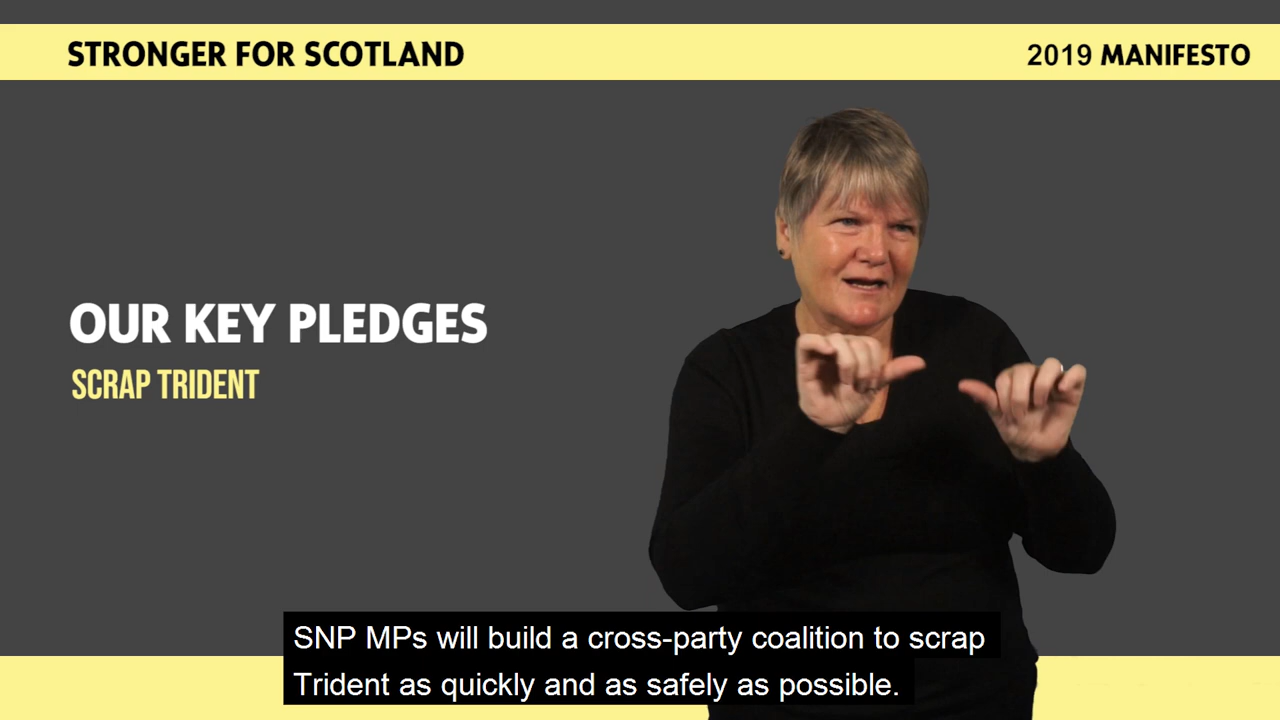 STRONGER FOR SCOTLAND
2019 MANIFESTO
OUR KEY PLEDGES
SCRAP TRIDENT
SNP MPs will build a cross-party coalition to scrap
Trident as quickly and as safely as possible.